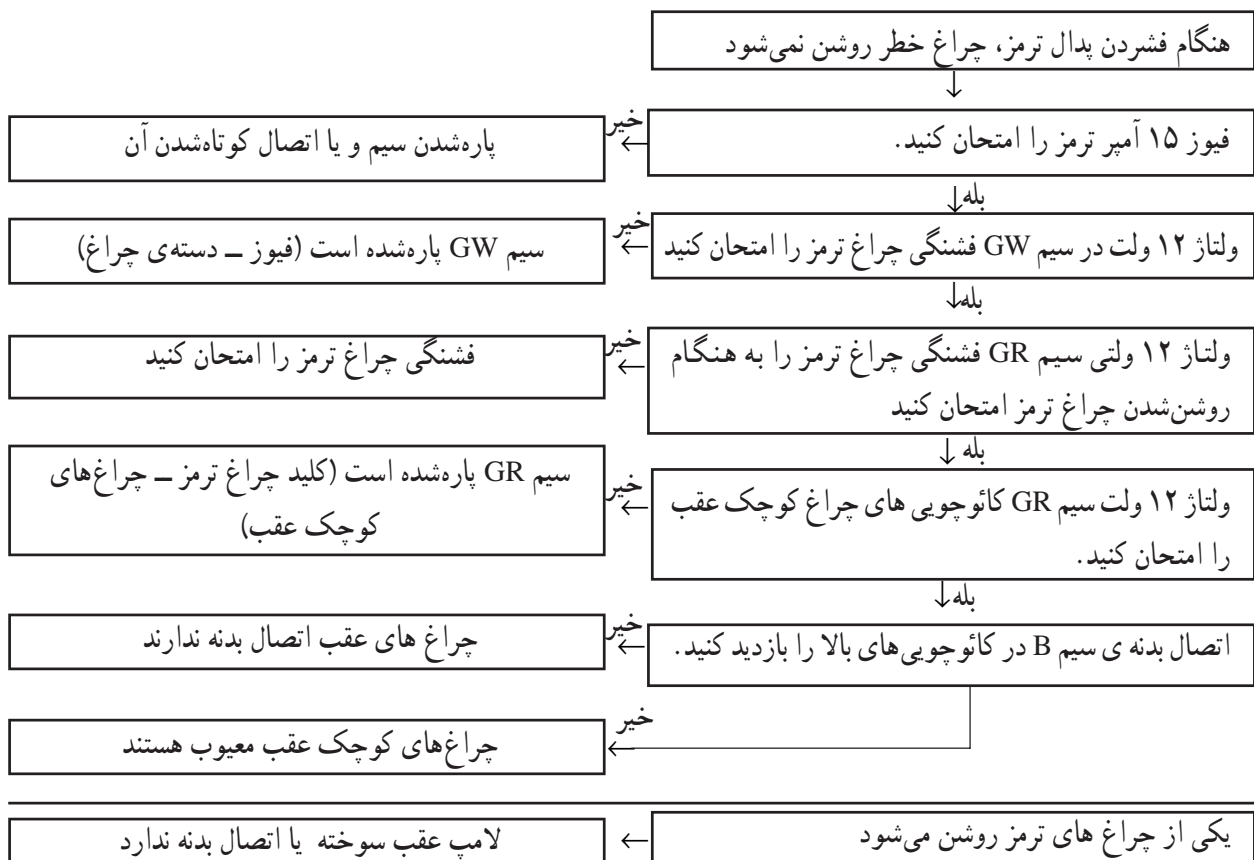 هنگام فشردن پدال ترمز، چراغ خطر روشن نمی‌شود
فیوز ۱۵ آمپر ترمز را امتحان کنید.
خیر
پاره‌شدن سیم و یا اتصال کوتاه‌شدن آن
بله
ولتاژ ۱۲ ولت در سیم GW فشنگی چراغ ترمز را امتحان کنید
خیر
سیم GW پاره‌شده است (فیوز ــ دسته‌ی چراغ)
بله
ولتاژ ۱۲ ولتی سیم GR فشنگی چراغ ترمز را به هنگام
روشن‌شدن چراغ ترمز امتحان کنید
خیر
فشنگی چراغ ترمز را امتحان کنید
بله
ولتاژ ۱۲ ولت سیم GR کائوچویی های چراغ کوچک عقب
را امتحان کنید.
خیر
سیم GR پاره‌شده است (کلید چراغ ترمز ــ چراغ‌های
کوچک عقب)
بله
اتصال بدنه ی سیم B در کائوچویی‌های بالا را بازدید کنید.
خیر
چراغ های عقب اتصال بدنه ندارند
خیر
چراغ‌های کوچک عقب معیوب هستند
یکی از چراغ های ترمز روشن می‌شود
لامپ عقب سوخته یا اتصال بدنه ندارد